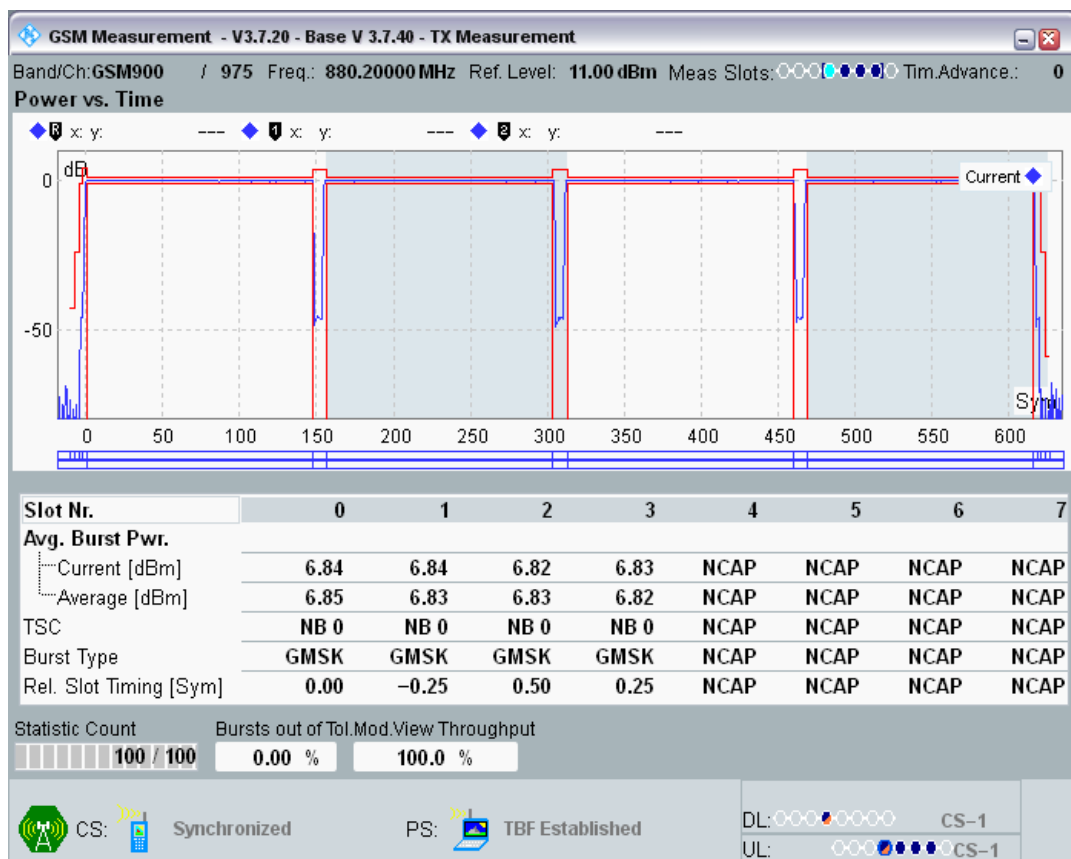 GSM Measurement - V3.7.20 - Base V 3.7.40 - TX Measurement
Band/Ch:GSM900 / 975 Freq.: 880.20000 MHz Ref. Level: 11.00 dBm Meas Slots: Tim.Advance.: 0
Power vs. Time
R x: y: --- 1 x: y: --- 2 x: y: ---
dB
Current
0
-50
Sym
0 50 100 150 200 250 300 350 400 450 500 550 600
Slot Nr. 0 1 2 3 4 5 6 7
Avg. Burst Pwr.
Current [dBm] 6.84 6.84 6.82 6.83 NCAP NCAP NCAP NCAP
Average [dBm] 6.85 6.83 6.83 6.82 NCAP NCAP NCAP NCAP
TSC NB 0 NB 0 NB 0 NB 0 NCAP NCAP NCAP NCAP
Burst Type GMSK GMSK GMSK GMSK NCAP NCAP NCAP NCAP
Rel. Slot Timing [Sym] 0.00 −0.25 0.50 0.25 NCAP NCAP NCAP NCAP
Statistic Count Bursts out of Tol.Mod.View Throughput
100 / 100 0.00 % 100.0 %
CS: Synchronized PS: TBF Established DL: CS−1
UL: CS−1